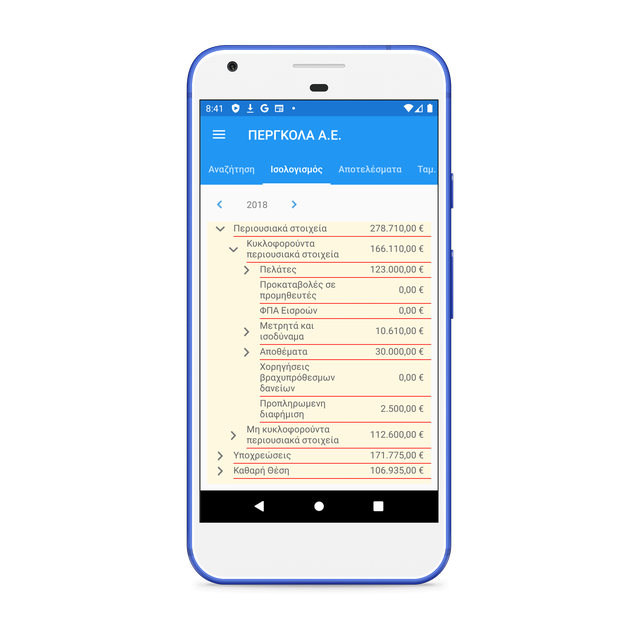 8:41
ΠΕΡΓΚΟΛΑ Α.Ε.
Αναζήτηση Ισολογισμός Αποτελέσματα Ταμ.
2018
Περιουσιακά στοιχεία 278.710,00 €
Κυκλοφορούντα
περιουσιακά στοιχεία 166.110,00 €
Πελάτες 123.000,00 €
Προκαταβολές σε
προμηθευτές 0,00 €
ΦΠΑ Εισροών 0,00 €
Μετρητά και
ισοδύναμα 10.610,00 €
Αποθέματα 30.000,00 €
Χορηγήσεις
βραχυπρόθεσμων
δανείων 0,00 €
Προπληρωμενη
διαφήμιση 2.500,00 €
Μη κυκλοφορούντα
περιουσιακά στοιχεία 112.600,00 €
Υποχρεώσεις 171.775,00 €
Καθαρή Θέση 106.935,00 €